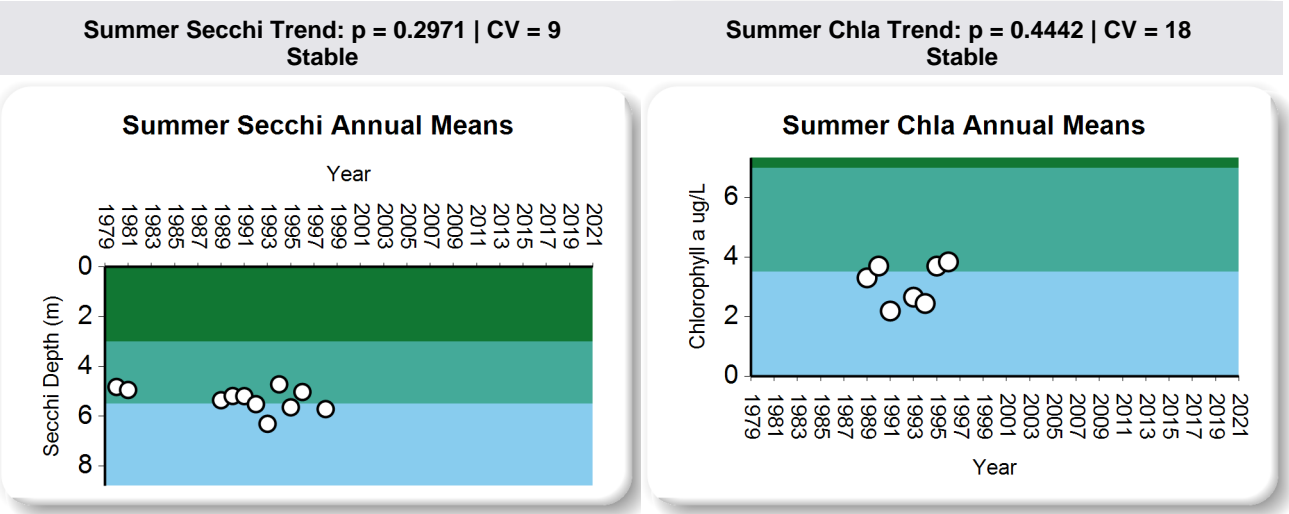 Summer Secchi Trend: p = 0.2971 | CV = 9
Stable
Summer Chla Trend: p = 0.4442 | CV = 18
Stable
Summer Secchi Annual Means
Year
1979 1981 1983 1985 1987 1989 1991 1993 1995 1997 1999 2001 2003 2005 2007 2009 2011 2013 2015 2017 2019 2021
0
2
4
6
8
Secchi Depth (m)
Summer Chla Annual Means
Chlorophyll a ug/L
6
4
2
0
1979 1981 1983 1985 1987 1989 1991 1993 1995 1997 1999 2001 2003 2005 2007 2009 2011 2013 2015 2017 2019 2021
Year